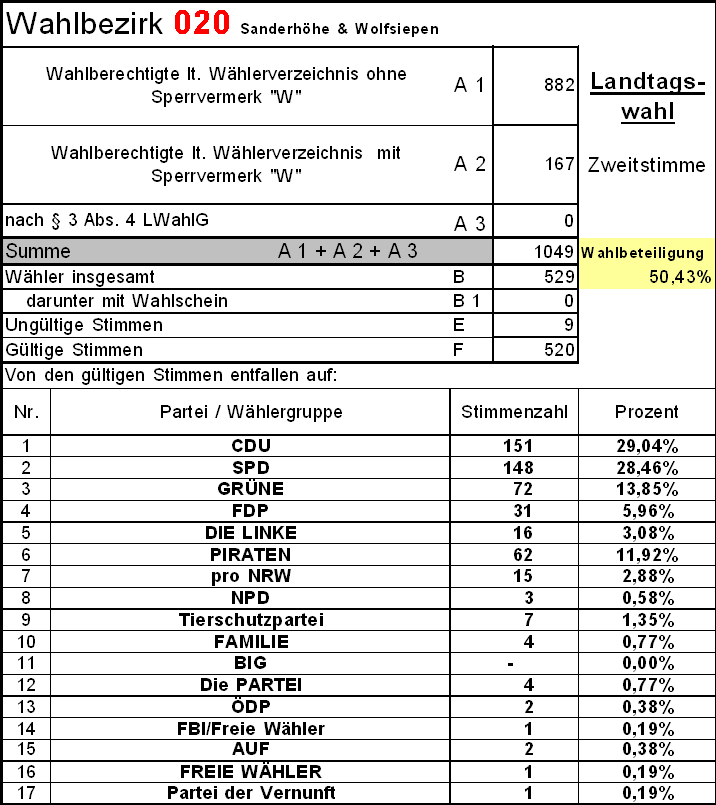 Wahlbezirk 020 Sanderhöhe & Wolfsiepen
Wahlberechtigte lt. Wählerverzeichnis ohne
Sperrvermerk "W" A 1 882
Landtags-
wahl
Wahlberechtigte lt. Wählerverzeichnis mit
Sperrvermerk "W" A 2 167
Zweitstimme
nach § 3 Abs. 4 LWahlG A 3 0
Summe A 1 + A 2 + A 3 1049 Wahlbeteiligung
Wähler insgesamt B 529 50,43%
darunter mit Wahlschein B 1 0
Ungültige Stimmen E 9
Gültige Stimmen F 520
Von den gültigen Stimmen entfallen auf:
Nr. Partei / Wählergruppe Stimmenzahl Prozent
1 CDU 151 29,04%
2 SPD 148 28,46%
3 GRÜNE 72 13,85%
4 FDP 31 5,96%
5 DIE LINKE 16 3,08%
6 PIRATEN 62 11,92%
7 pro NRW 15 2,88%
8 NPD 3 0,58%
9 Tierschutzpartei 7 1,35%
10 FAMILIE 4 0,77%
11 BIG - 0,00%
12 Die PARTEI 4 0,77%
13 ÖDP 2 0,38%
14 FBI/Freie Wähler 1 0,19%
15 AUF 2 0,38%
16 FREIE WÄHLER 1 0,19%
17 Partei der Vernunft 1 0,19%